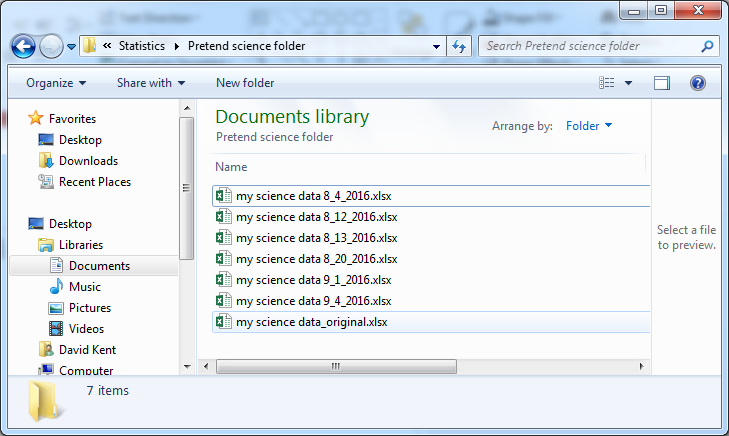 « Statistics ▸ Pretend science folder
Search Pretend science folder
Organize Share with New folder
Favorites
Desktop
Downloads
Recent Places
Desktop
Libraries
Documents
Music
Pictures
Videos
David Kent
Computer
Documents library
Pretend science folder
Arrange by: Folder
Name
my science data 8_4_2016.xlsx
my science data 8_12_2016.xlsx
my science data 8_13_2016.xlsx
my science data 8_20_2016.xlsx
my science data 9_1_2016.xlsx
my science data 9_4_2016.xlsx
my science data_original.xlsx
Select a file
to preview.
7 items